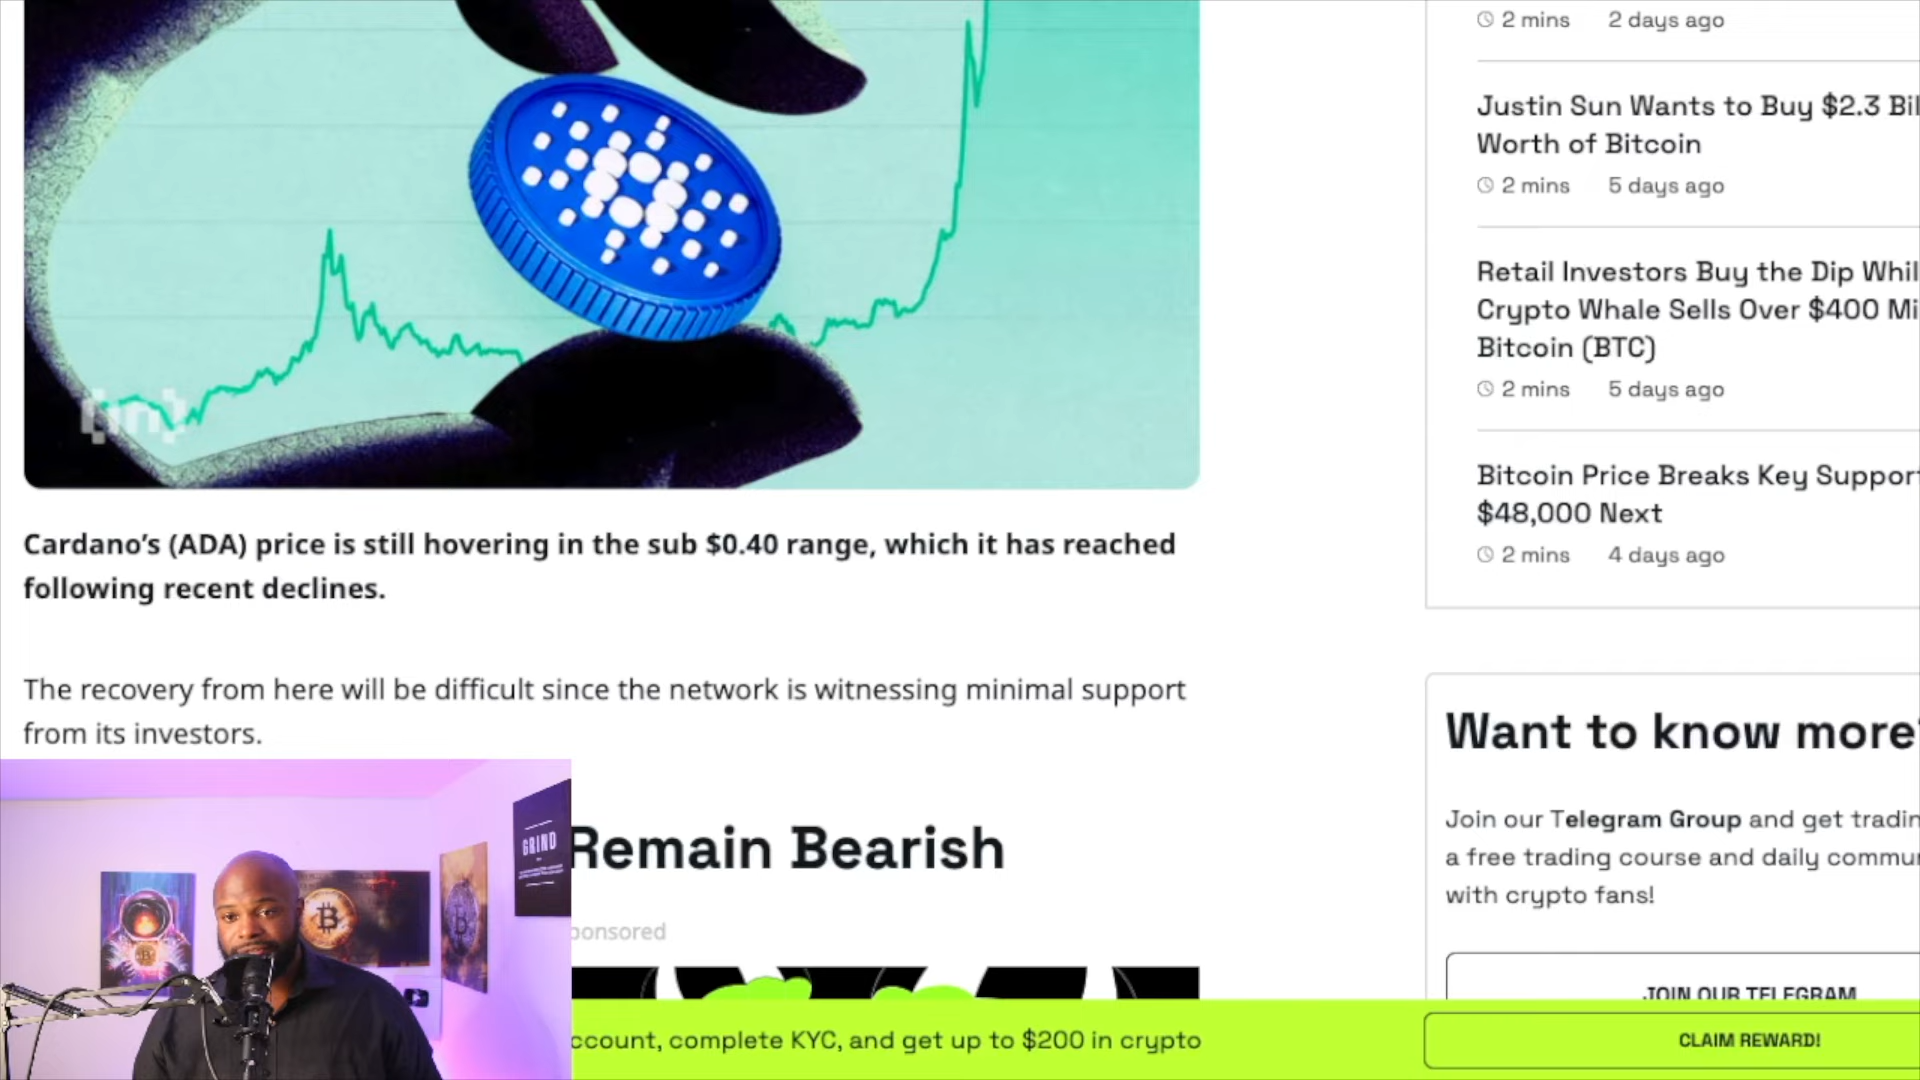 Cardano's (ADA) price is still hovering in the sub $0.40 range, which it has reached
following recent declines.
The recovery from here will be difficult since the network is witnessing minimal support
from its investors.
Remain Bearish
ponsored
ccount, complete KYC, and get up to $200 in crypto
CLAIM REWARD!
2 mins 2 days ago
Justin Sun Wants to Buy $2.3 Bil
Worth of Bitcoin
2 mins 5 days ago
Retail Investors Buy the Dip Whil
Crypto Whale Sells Over $400 Mi
Bitcoin (BTC)
2 mins 5 days ago
Bitcoin Price Breaks Key Support
$48,000 Next
2 mins 4 days ago
Want to know more?
Join our Telegram Group and get tradin
a free trading course and daily commu
with crypto fans!
JOIN OUR TELEGRAM
GRIND